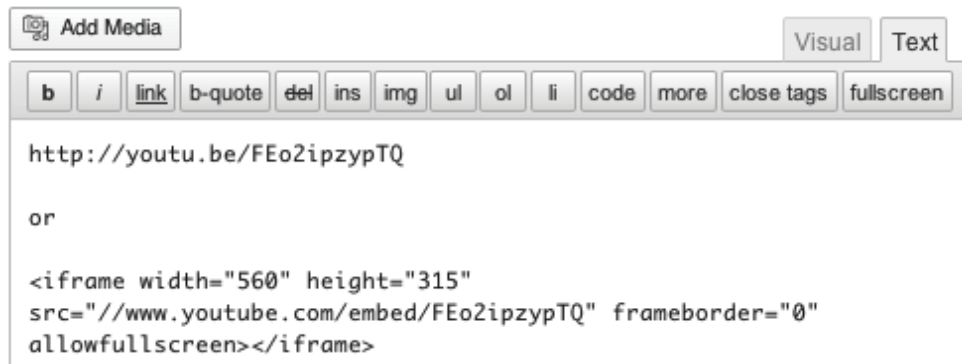 Add Media
Visual Text
b i link b-quote del ins img ul ol li code more close tags fullscreen
http://youtu.be/FEo2ipzypTQ
or
<iframe width="560" height="315"
src="//www.youtube.com/embed/FEo2ipzypTQ" frameborder="0"
allowfullscreen></iframe>